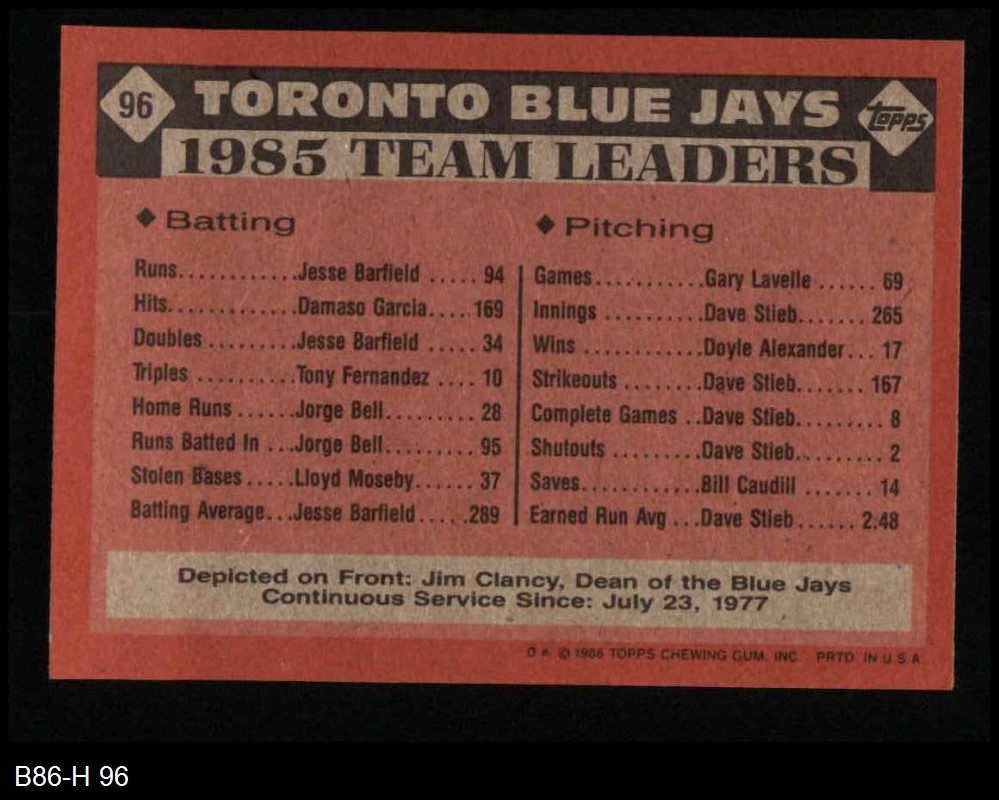 96
TORONTO BLUE JAYS
Topps
1985 TEAM LEADERS
◆ Batting
Runs............Jesse Barfield .....94
Hits.............Damaso Garcia.....169
Doubles ..........Jesse Barfield .....34
Triples ..........Tony Fernandez ....10
Home Runs ......Jorge Bell.........28
Runs Batted In ...Jorge Bell.........95
Stolen Bases.....Lloyd Moseby......37
Batting Average...Jesse Barfield.....289
◆ Pitching
Games...........Gary Lavelle ......69
Innings ..........Dave Stieb.......265
Wins ............Doyle Alexander...17
Strikeouts ........Dave Stieb.......167
Complete Games ..Dave Stieb.........8
Shutouts .........Dave Stieb.........2
Saves............Bill Caudill .......14
Earned Run Avg ...Dave Stieb......2.48
Depicted on Front: Jim Clancy, Dean of the Blue Jays
Continuous Service Since: July 23, 1977
D* © 1986 TOPPS CHEWING GUM, INC. PRTD. IN U.S.A.
B86-H 96